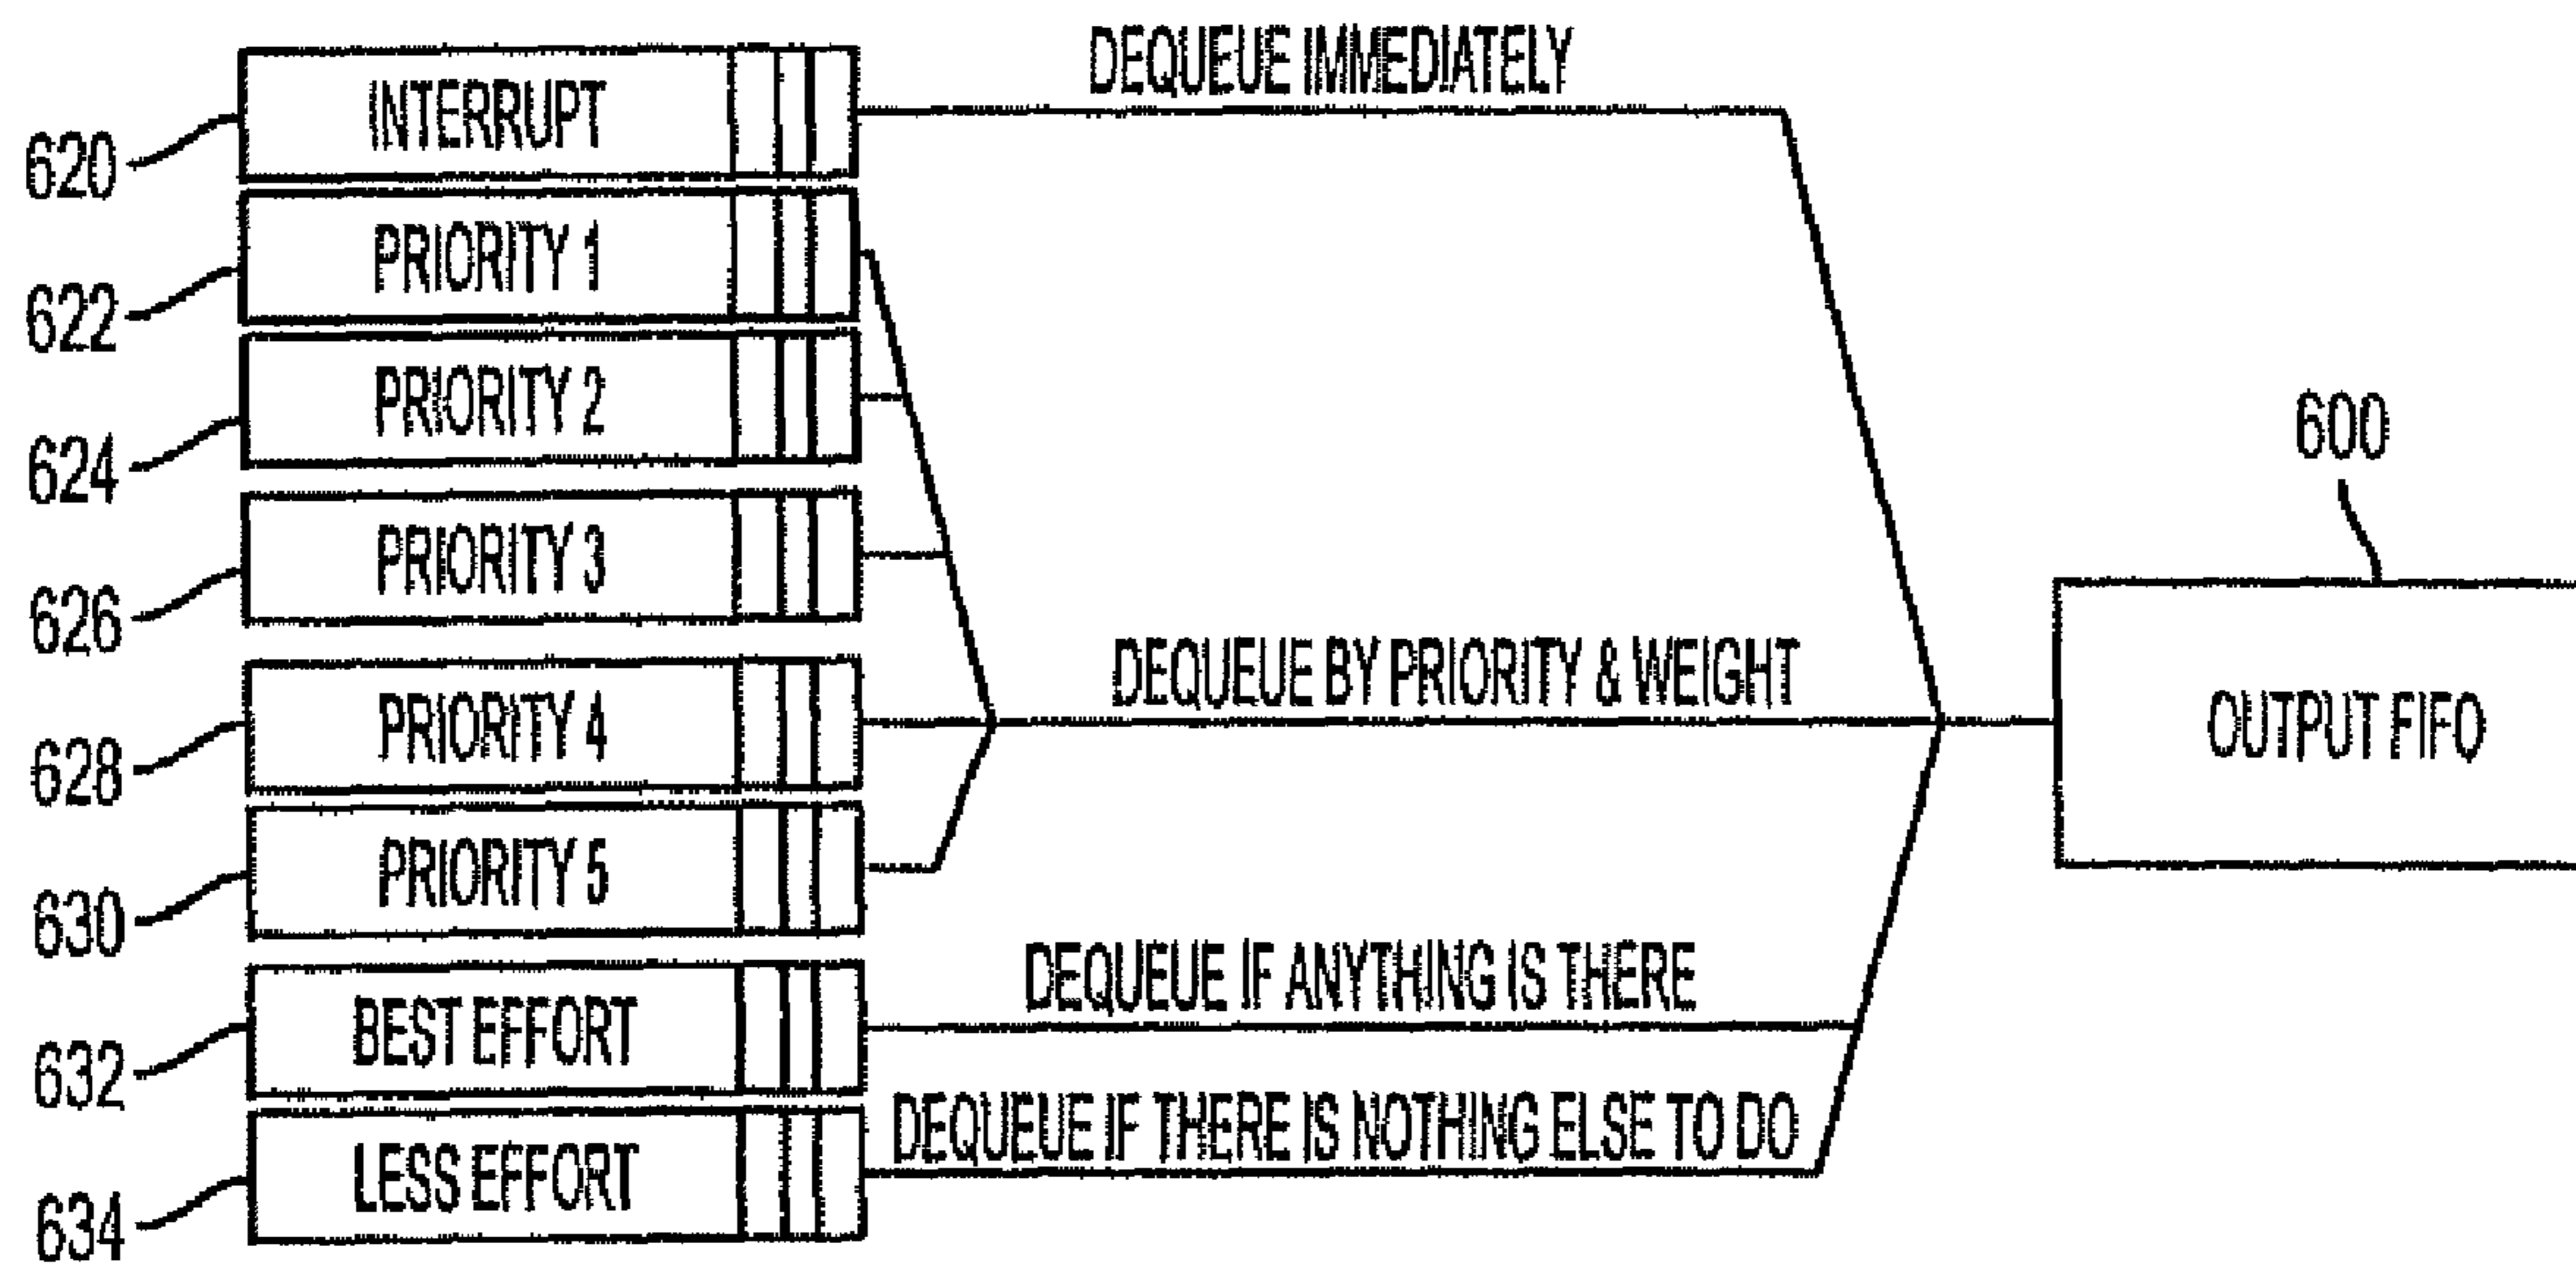 DEQUEUE IMMEDIATELY
INTERRUPT
620
PRIORITY 1
622
PRIORITY 2
624
600
PRIORITY 3
626
DEQUEUE BY PRIORITY & WEIGHT
PRIORITY 4
OUTPUT FIFO
628
PRIORITY 5
630
DEQUEUE IF ANYTHING IS THERE
BEST EFFORT
632
DEQUEUE IF THERE IS NOTHING ELSE TO DO
LESS EFFORT
634